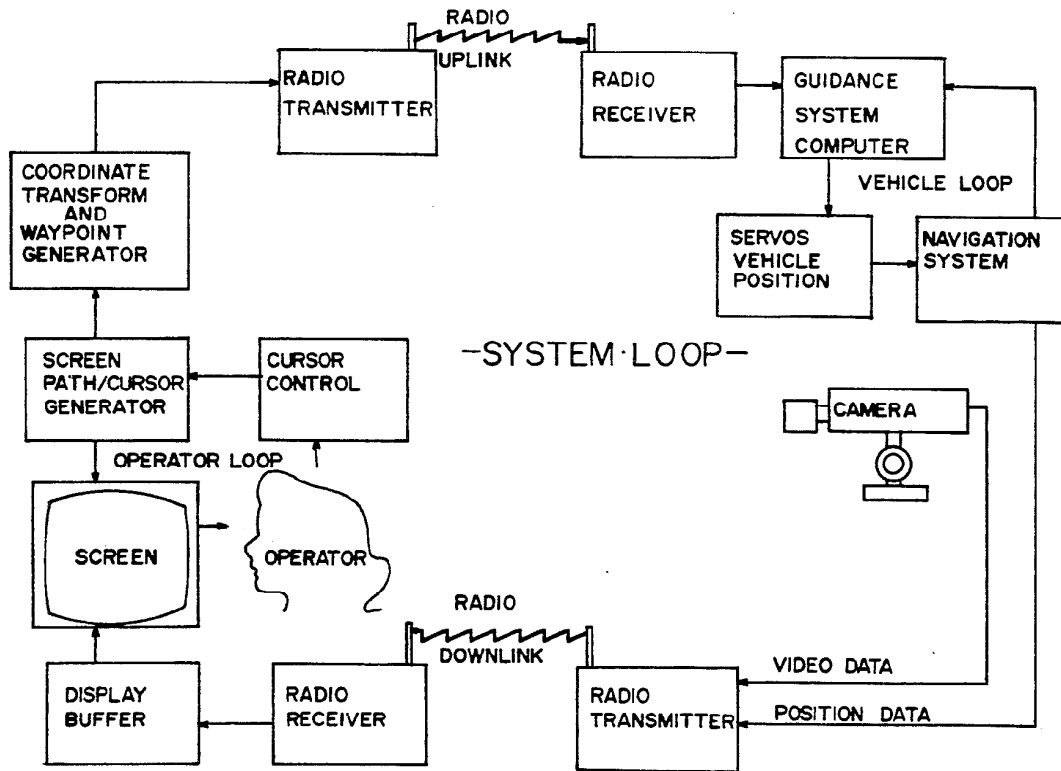 RADIO
UPLINK
RADIO
TRANSMITTER
RADIO
RECEIVER
GUIDANCE
SYSTEM
COMPUTER
COORDINATE
TRANSFORM
AND
WAYPOINT
GENERATOR
VEHICLE LOOP
SERVOS
VEHICLE
POSITION
NAVIGATION
SYSTEM
-SYSTEM·LOOP-
SCREEN
PATH/CURSOR
GENERATOR
CURSOR
CONTROL
CAMERA
OPERATOR LOOP
SCREEN
OPERATOR
RADIO
DOWNLINK
VIDEO DATA
DISPLAY
BUFFER
RADIO
RECEIVER
RADIO
TRANSMITTER
POSITION DATA